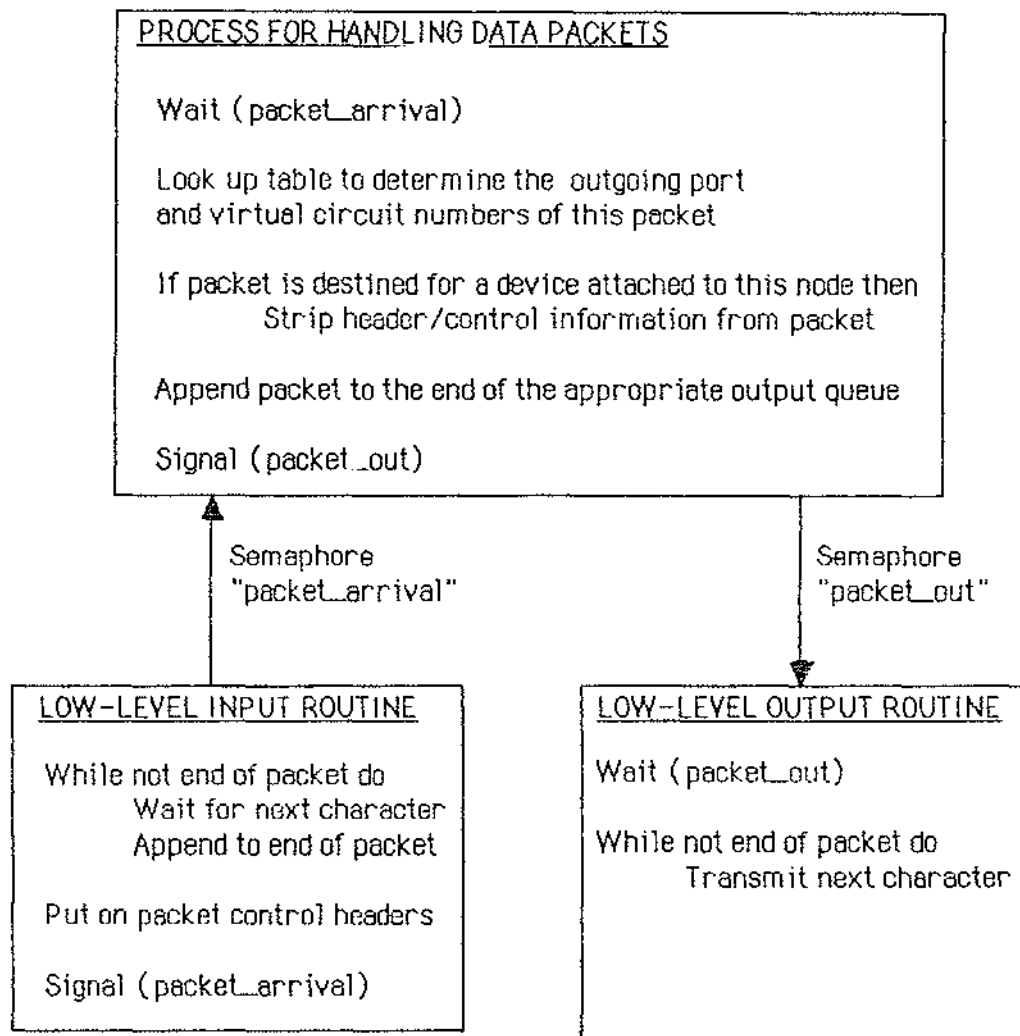 PROCESS FOR HANDLING DATA PACKETS
Wait (packet_arrival)
Look up table to determine the outgoing port
and virtual circuit numbers of this packet
If packet is destined for a device attached to this node then
Strip header/control information from packet
Append packet to the end of the appropriate output queue
Signal (packet_out)
Semaphore
"packet_arrival"
Semaphore
"packet_out"
LOW-LEVEL INPUT ROUTINE
While not end of packet do
Wait for next character
Append to end of packet
Put on packet control headers
Signal (packet_arrival)
LOW-LEVEL OUTPUT ROUTINE
Wait (packet_out)
While not end of packet do
Transmit next character